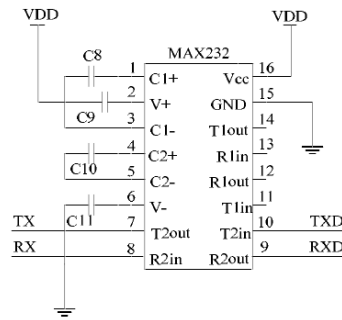 VDD
VDD
MAX232
C8
1
C1+
Vcc
16
2
V+
GND
15
C9
3
C1-
T1out
14
4
C2+
R1in
13
C10
5
C2-
R1out
12
6
V-
T1in
11
C11
TX
7
T2out
T2in
10
TXD
RX
8
R2in
R2out
9
RXD